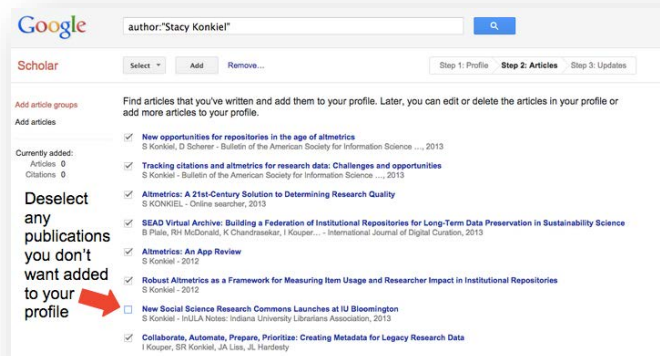 Google
author:"Stacy Konkiel"
Scholar
Select
Add
Remove...
Step 1: Profile
Step 2: Articles
Step 3: Updates
Add article groups
Add articles
Currently added:
Articles 0
Citations 0
Deselect
any
publications
you don't
want added
to your
profile
Find articles that you've written and add them to your profile. Later, you can edit or delete the articles in your profile or
add more articles to your profile.
New opportunities for repositories in the age of altmetrics
S Konkiel, D Scherer - Bulletin of the American Society for Information Science ..., 2013
Tracking citations and altmetrics for research data: Challenges and opportunities
S Konkiel - Bulletin of the American Society for Information Science ..., 2013
Altmetrics: A 21st-Century Solution to Determining Research Quality
S KONKIEL - Online searcher, 2013
SEAD Virtual Archive: Building a Federation of Institutional Repositories for Long-Term Data Preservation in Sustainability Science
B Plale, RH McDonald, K Chandrasekar, I Kouper... - International Journal of Digital Curation, 2013
Altmetrics: An App Review
S Konkiel - 2012
Robust Altmetrics as a Framework for Measuring Item Usage and Researcher Impact in Institutional Repositories
S Konkiel - 2012
New Social Science Research Commons Launches at IU Bloomington
S Konkiel - InULA Notes: Indiana University Librarians Association, 2013
Collaborate, Automate, Prepare, Prioritize: Creating Metadata for Legacy Research Data
I Kouper, SR Konkiel, JA Liss, JL Hardesty